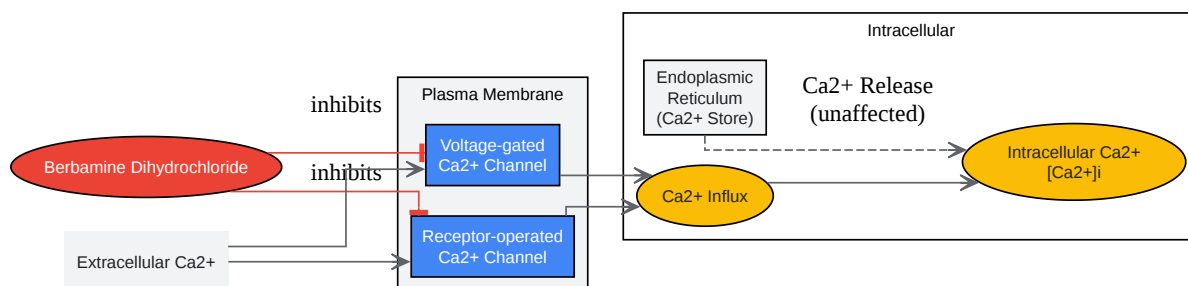 Intracellular
Endoplasmic
Reticulum
(Ca2+ Store)
Ca2+ Release
(unaffected)
inhibits
Plasma Membrane
Voltage-gated
Ca2+ Channel
Berbamine Dihydrochloride
inhibits
Intracellular Ca2+
[Ca2+]i
Ca2+ Influx
Receptor-operated
Ca2+ Channel
Extracellular Ca2+